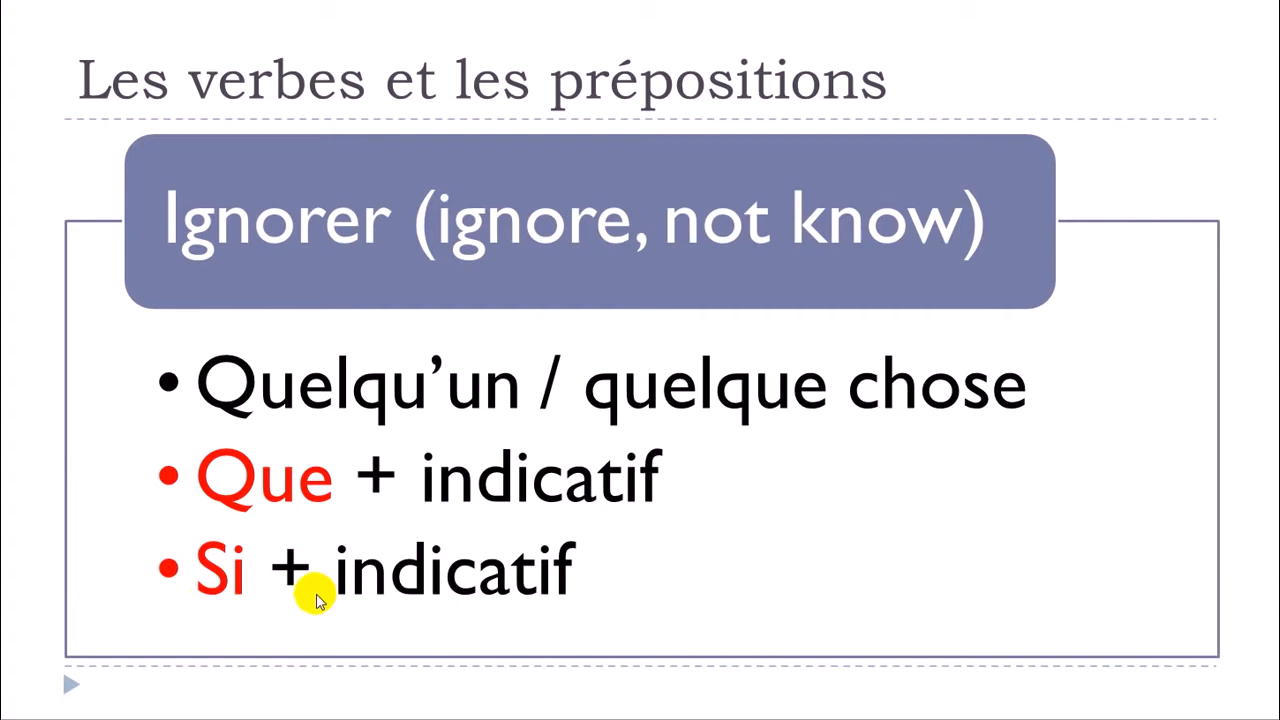 Les verbes et les prépositions
Ignorer (ignore, not know)
• Quelqu’un / quelque chose
• Que + indicatif
• Si + indicatif